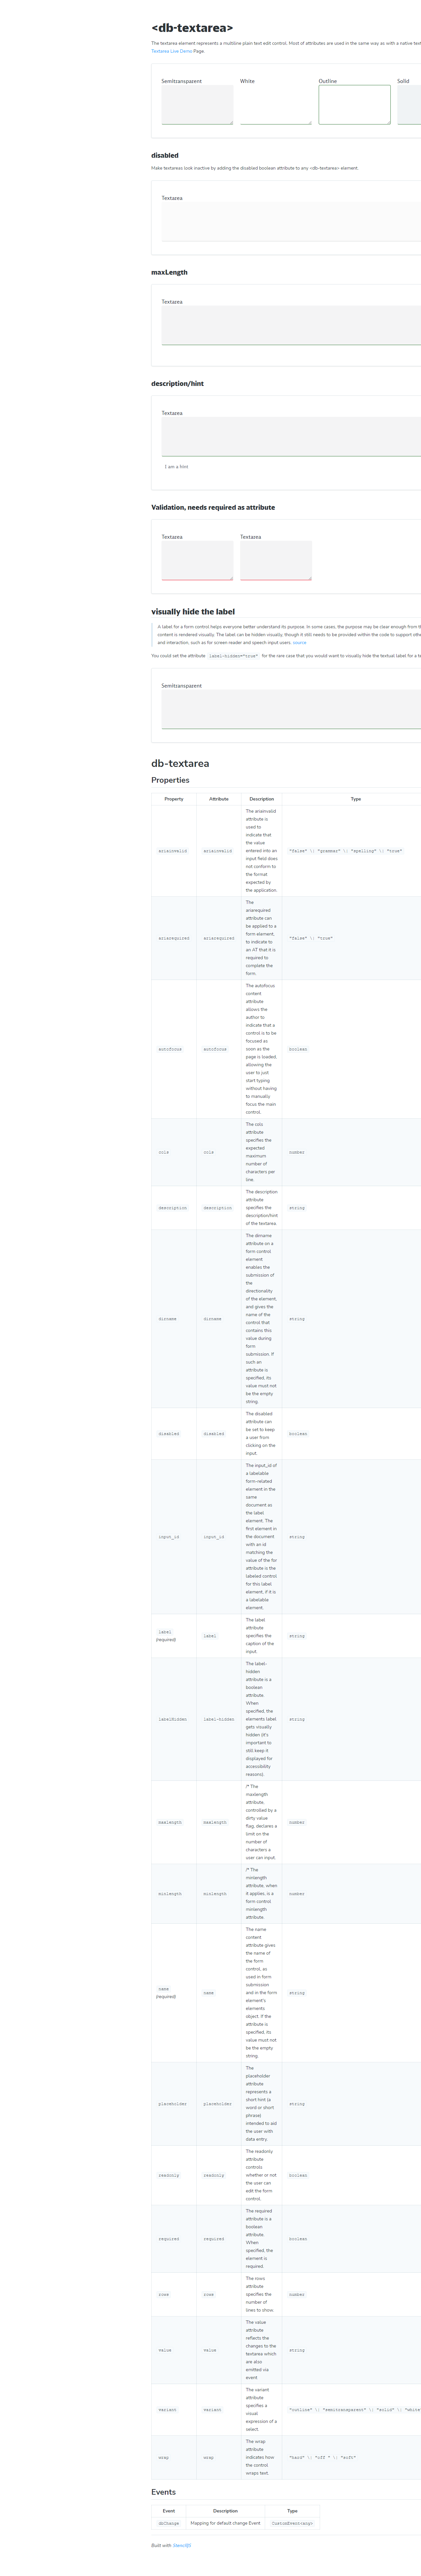 <db-textarea>
The textarea element represents a multiline plain text edit control. Most of attributes are used in the same way as with a native text
Textarea Live Demo Page.
Semitransparent White Outline Solid
disabled
Make textareas look inactive by adding the disabled boolean attribute to any <db-textarea> element.
Textarea
maxLength
Textarea
description/hint
Textarea
I am a hint
Validation, needs required as attribute
Textarea Textarea
visually hide the label
A label for a form control helps everyone better understand its purpose. In some cases, the purpose may be clear enough from th
content is rendered visually. The label can be hidden visually, though it still needs to be provided within the code to support othe
and interaction, such as for screen reader and speech input users. source
You could set the attribute label-hidden="true" for the rare case that you would want to visually hide the textual label for a te
Semitransparent
db-textarea
Properties
Property Attribute Description Type
ariainvalid ariainvalid The ariainvalid attribute is used to indicate that the value entered into an input field does not conform to the format expected by the application. "false" \| "grammar" \| "spelling" \| "true"
ariarequired ariarequired The ariarequired attribute can be applied to a form element, to indicate to an AT that it is required to complete the form. "false" \| "true"
autofocus autofocus The autofocus content attribute allows the author to indicate that a control is to be focused as soon as the page is loaded, allowing the user to just start typing without having to manually focus the main control. boolean
cols cols The cols attribute specifies the expected maximum number of characters per line. number
description description The description attribute specifies the description/hint of the textarea. string
dirname dirname The dirname attribute on a form control element enables the submission of the directionality of the element, and gives the name of the control that contains this value during form submission. If such an attribute is specified, its value must not be the empty string. string
disabled disabled The disabled attribute can be set to keep a user from clicking on the input. boolean
input_id input_id The input_id of a labelable form-related element in the same document as the label element. The first element in the document with an id matching the value of the for attribute is the labeled control for this label element, if it is a labelable element. string
label (required) label The label attribute specifies the caption of the input. string
labelHidden label-hidden The label-hidden attribute is a boolean attribute. When specified, the elements label gets visually hidden (it's important to still keep it displayed for accessibility reasons). string
maxlength maxlength /* The maxlength attribute, controlled by a dirty value flag, declares a limit on the number of characters a user can input. number
minlength minlength /* The minlength attribute, when it applies, is a form control minlength attribute. number
name (required) name The name content attribute gives the name of the form control, as used in form submission and in the form element's elements object. If the attribute is specified, its value must not be the empty string. string
placeholder placeholder The placeholder attribute represents a short hint (a word or short phrase) intended to aid the user with data entry. string
readonly readonly The readonly attribute controls whether or not the user can edit the form control. boolean
required required The required attribute is a boolean attribute. When specified, the element is required. boolean
rows rows The rows attribute specifies the number of lines to show. number
value value The value attribute reflects the changes to the textarea which are also emitted via event string
variant variant The variant attribute specifies a visual expression of a select. "outline" \| "semitransparent" \| "solid" \| "white
wrap wrap The wrap attribute indicates how the control wraps text. "hard" \| "off " \| "soft"
Events
Event Description Type
dbChange Mapping for default change Event CustomEvent<any>
Built with StencilJS